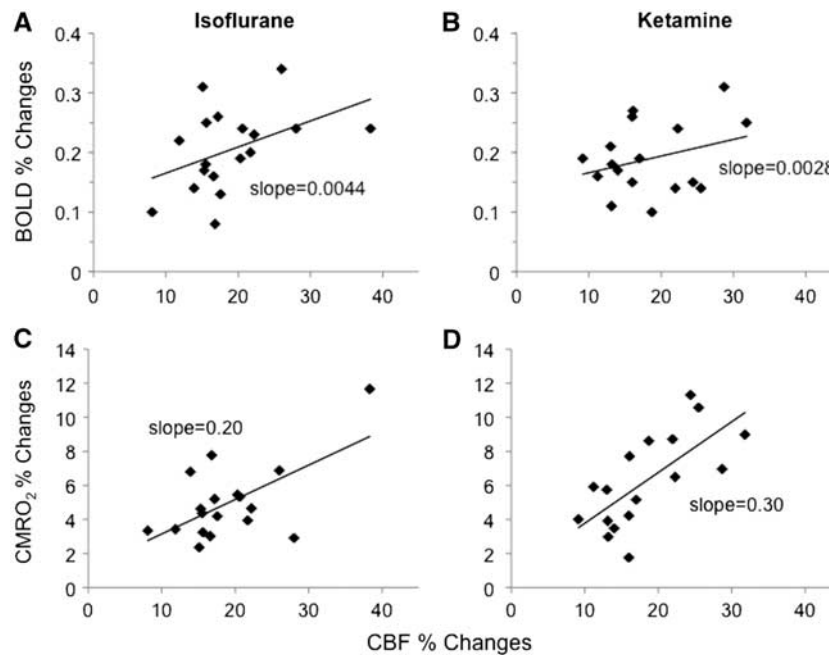 A Isoflurane B Ketamine
BOLD % Changes
0.4 0.4
0.3 0.3
0.2 0.2
slope=0.0044 slope=0.0028
0.1 0.1
0 0
0 10 20 30 40 0 10 20 30 40
C D
CMRO₂ % Changes
14 14
12 12
10 10
slope=0.20
8 8
6 6
slope=0.30
4 4
2 2
0 0
0 10 20 30 40 0 10 20 30 40
CBF % Changes